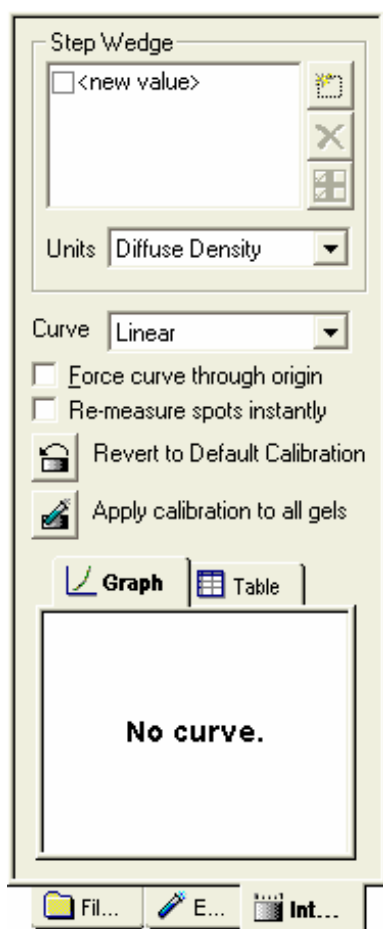 Step Wedge
<new value>
Units Diffuse Density
Curve Linear
Force curve through origin
Re-measure spots instantly
Revert to Default Calibration
Apply calibration to all gels
Graph Table
No curve.
Fil... E... Int...